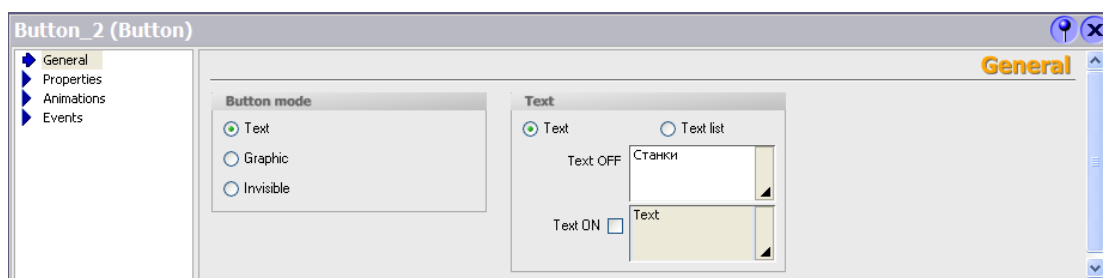 Button_2 (Button)
General
Properties
Animations
Events
General
Button mode
Text
Graphic
Invisible
Text
Text
Text list
Text OFF
Станки
Text ON
Text